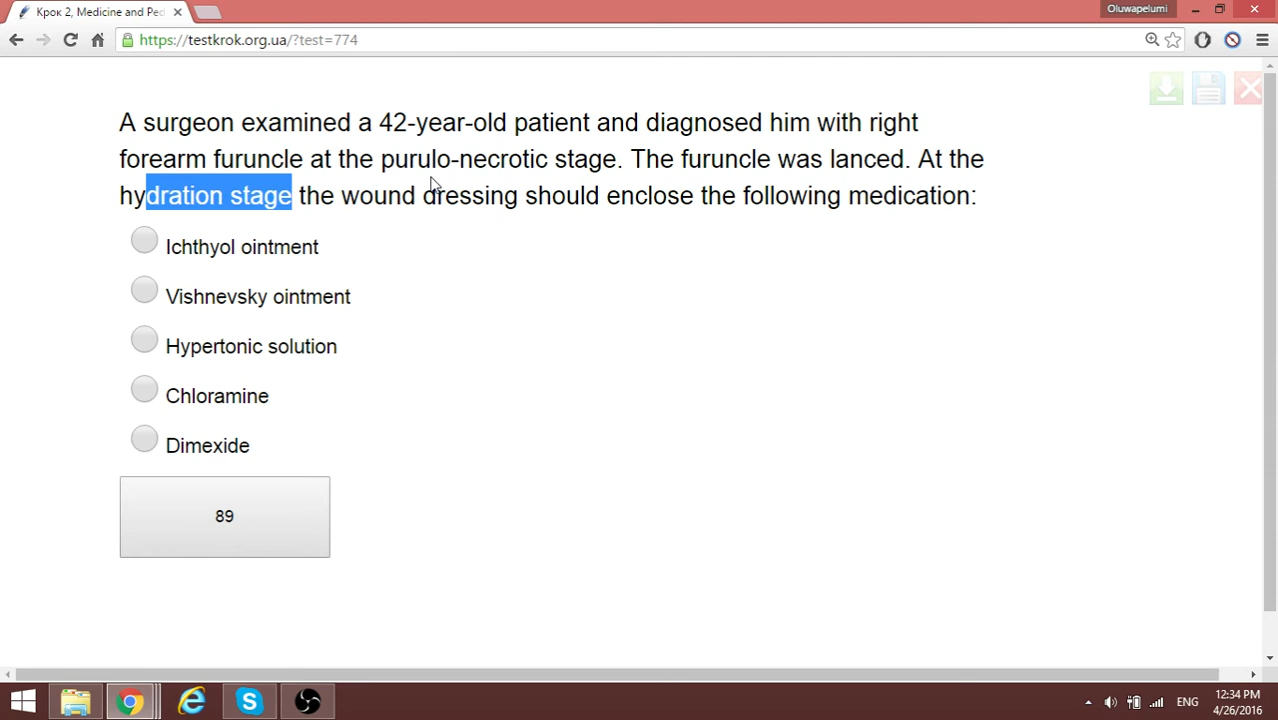 Крок 2, Medicine and Ped
Oluwapelumi
https://testkrok.org.ua/?test=774
A surgeon examined a 42-year-old patient and diagnosed him with right
forearm furuncle at the purulo-necrotic stage. The furuncle was lanced. At the
hydration stage the wound dressing should enclose the following medication:
Ichthyol ointment
Vishnevsky ointment
Hypertonic solution
Chloramine
Dimexide
89
ENG
12:34 PM
4/26/2016